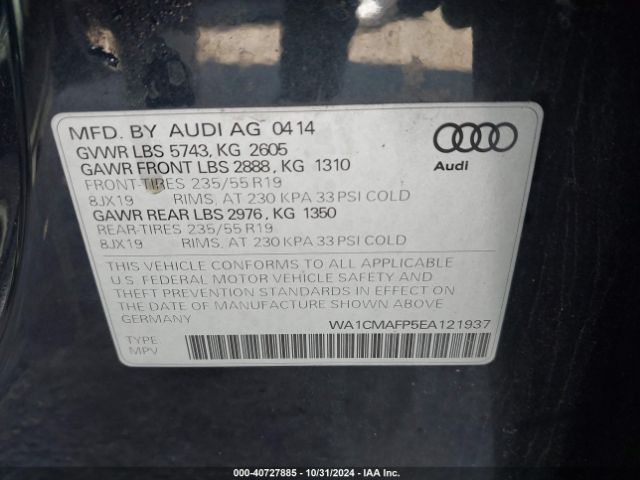 MFD. BY AUDI AG 0414
GVWR LBS 5743, KG 2605
GAWR FRONT LBS 2888, KG 1310
FRONT-TIRES 235/55 R19
8JX19 RIMS, AT 230 KPA 33 PSI COLD
GAWR REAR LBS 2976, KG 1350
REAR-TIRES 235/55 R19
8JX19 RIMS, AT 230 KPA 33 PSI COLD
Audi
THIS VEHICLE CONFORMS TO ALL APPLICABLE
U.S. FEDERAL MOTOR VEHICLE SAFETY AND
THEFT PREVENTION STANDARDS IN EFFECT ON
THE DATE OF MANUFACTURE SHOWN ABOVE
GERMANY
WA1CMAFP5EA121937
TYPE:
MPV
000-40727885 - 10/31/2024 - IAA Inc.